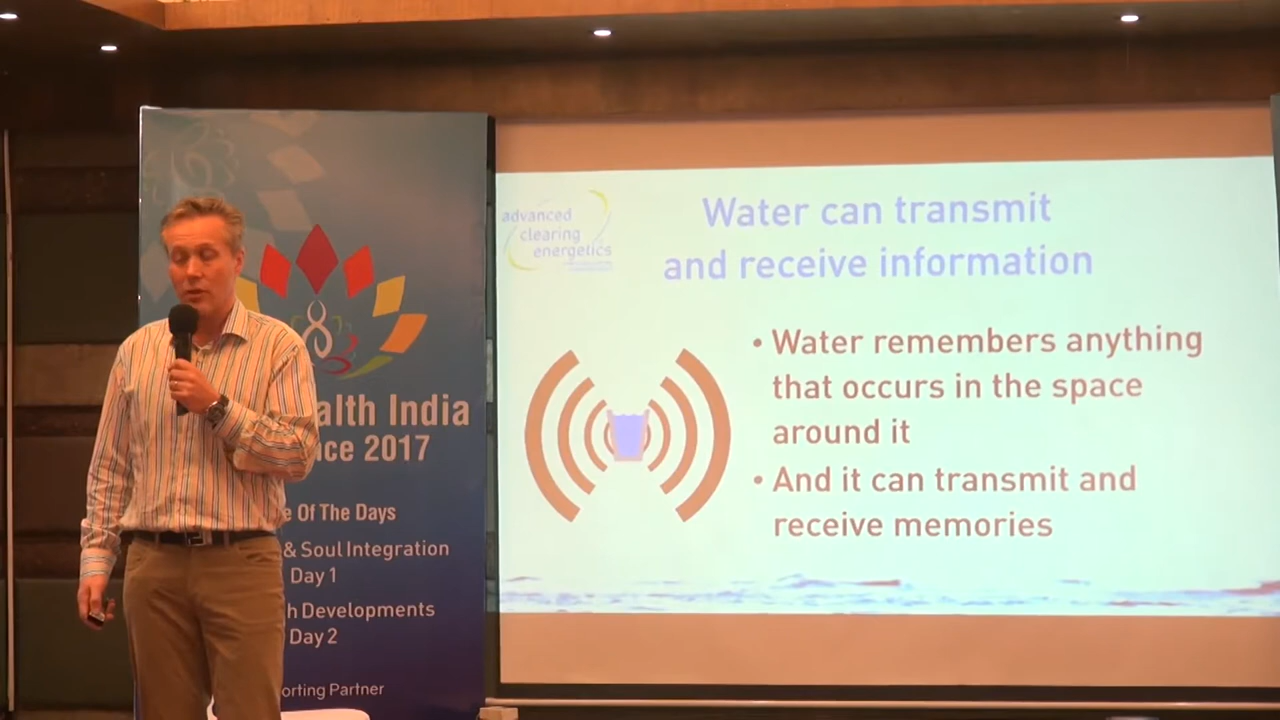 alth India
nce 2017
e Of The Days
& Soul Integration
Day 1
h Developments
Day 2
orting Partner
advanced
clearing
energetics
Water can transmit
and receive information
• Water remembers anything
that occurs in the space
around it
• And it can transmit and
receive memories